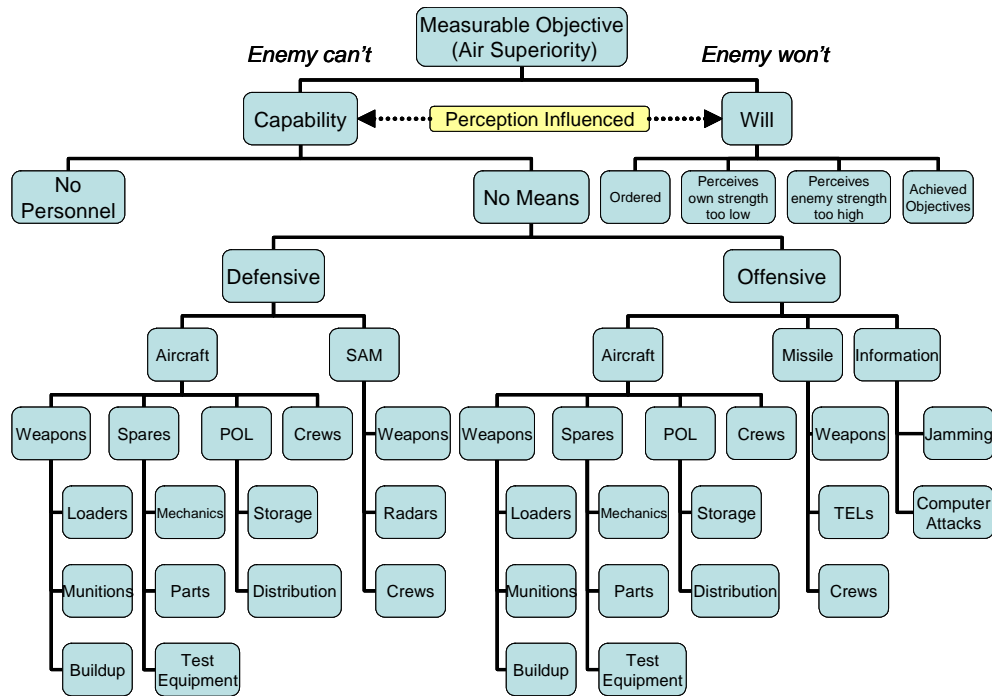 Measurable Objective
(Air Superiority)
Enemy can't
Enemy won't
Capability
Perception Influenced
Will
No
Personnel
No Means
Ordered
Perceives
own strength
too low
Perceives
enemy strength
too high
Achieved
Objectives
Defensive
Offensive
Aircraft
SAM
Aircraft
Missile
Information
Weapons
Spares
POL
Crews
Weapons
Weapons
Spares
POL
Crews
Weapons
Jamming
Loaders
Mechanics
Storage
Radars
Loaders
Mechanics
Storage
TELs
Computer
Attacks
Munitions
Parts
Distribution
Crews
Munitions
Parts
Distribution
Crews
Buildup
Test
Equipment
Buildup
Test
Equipment